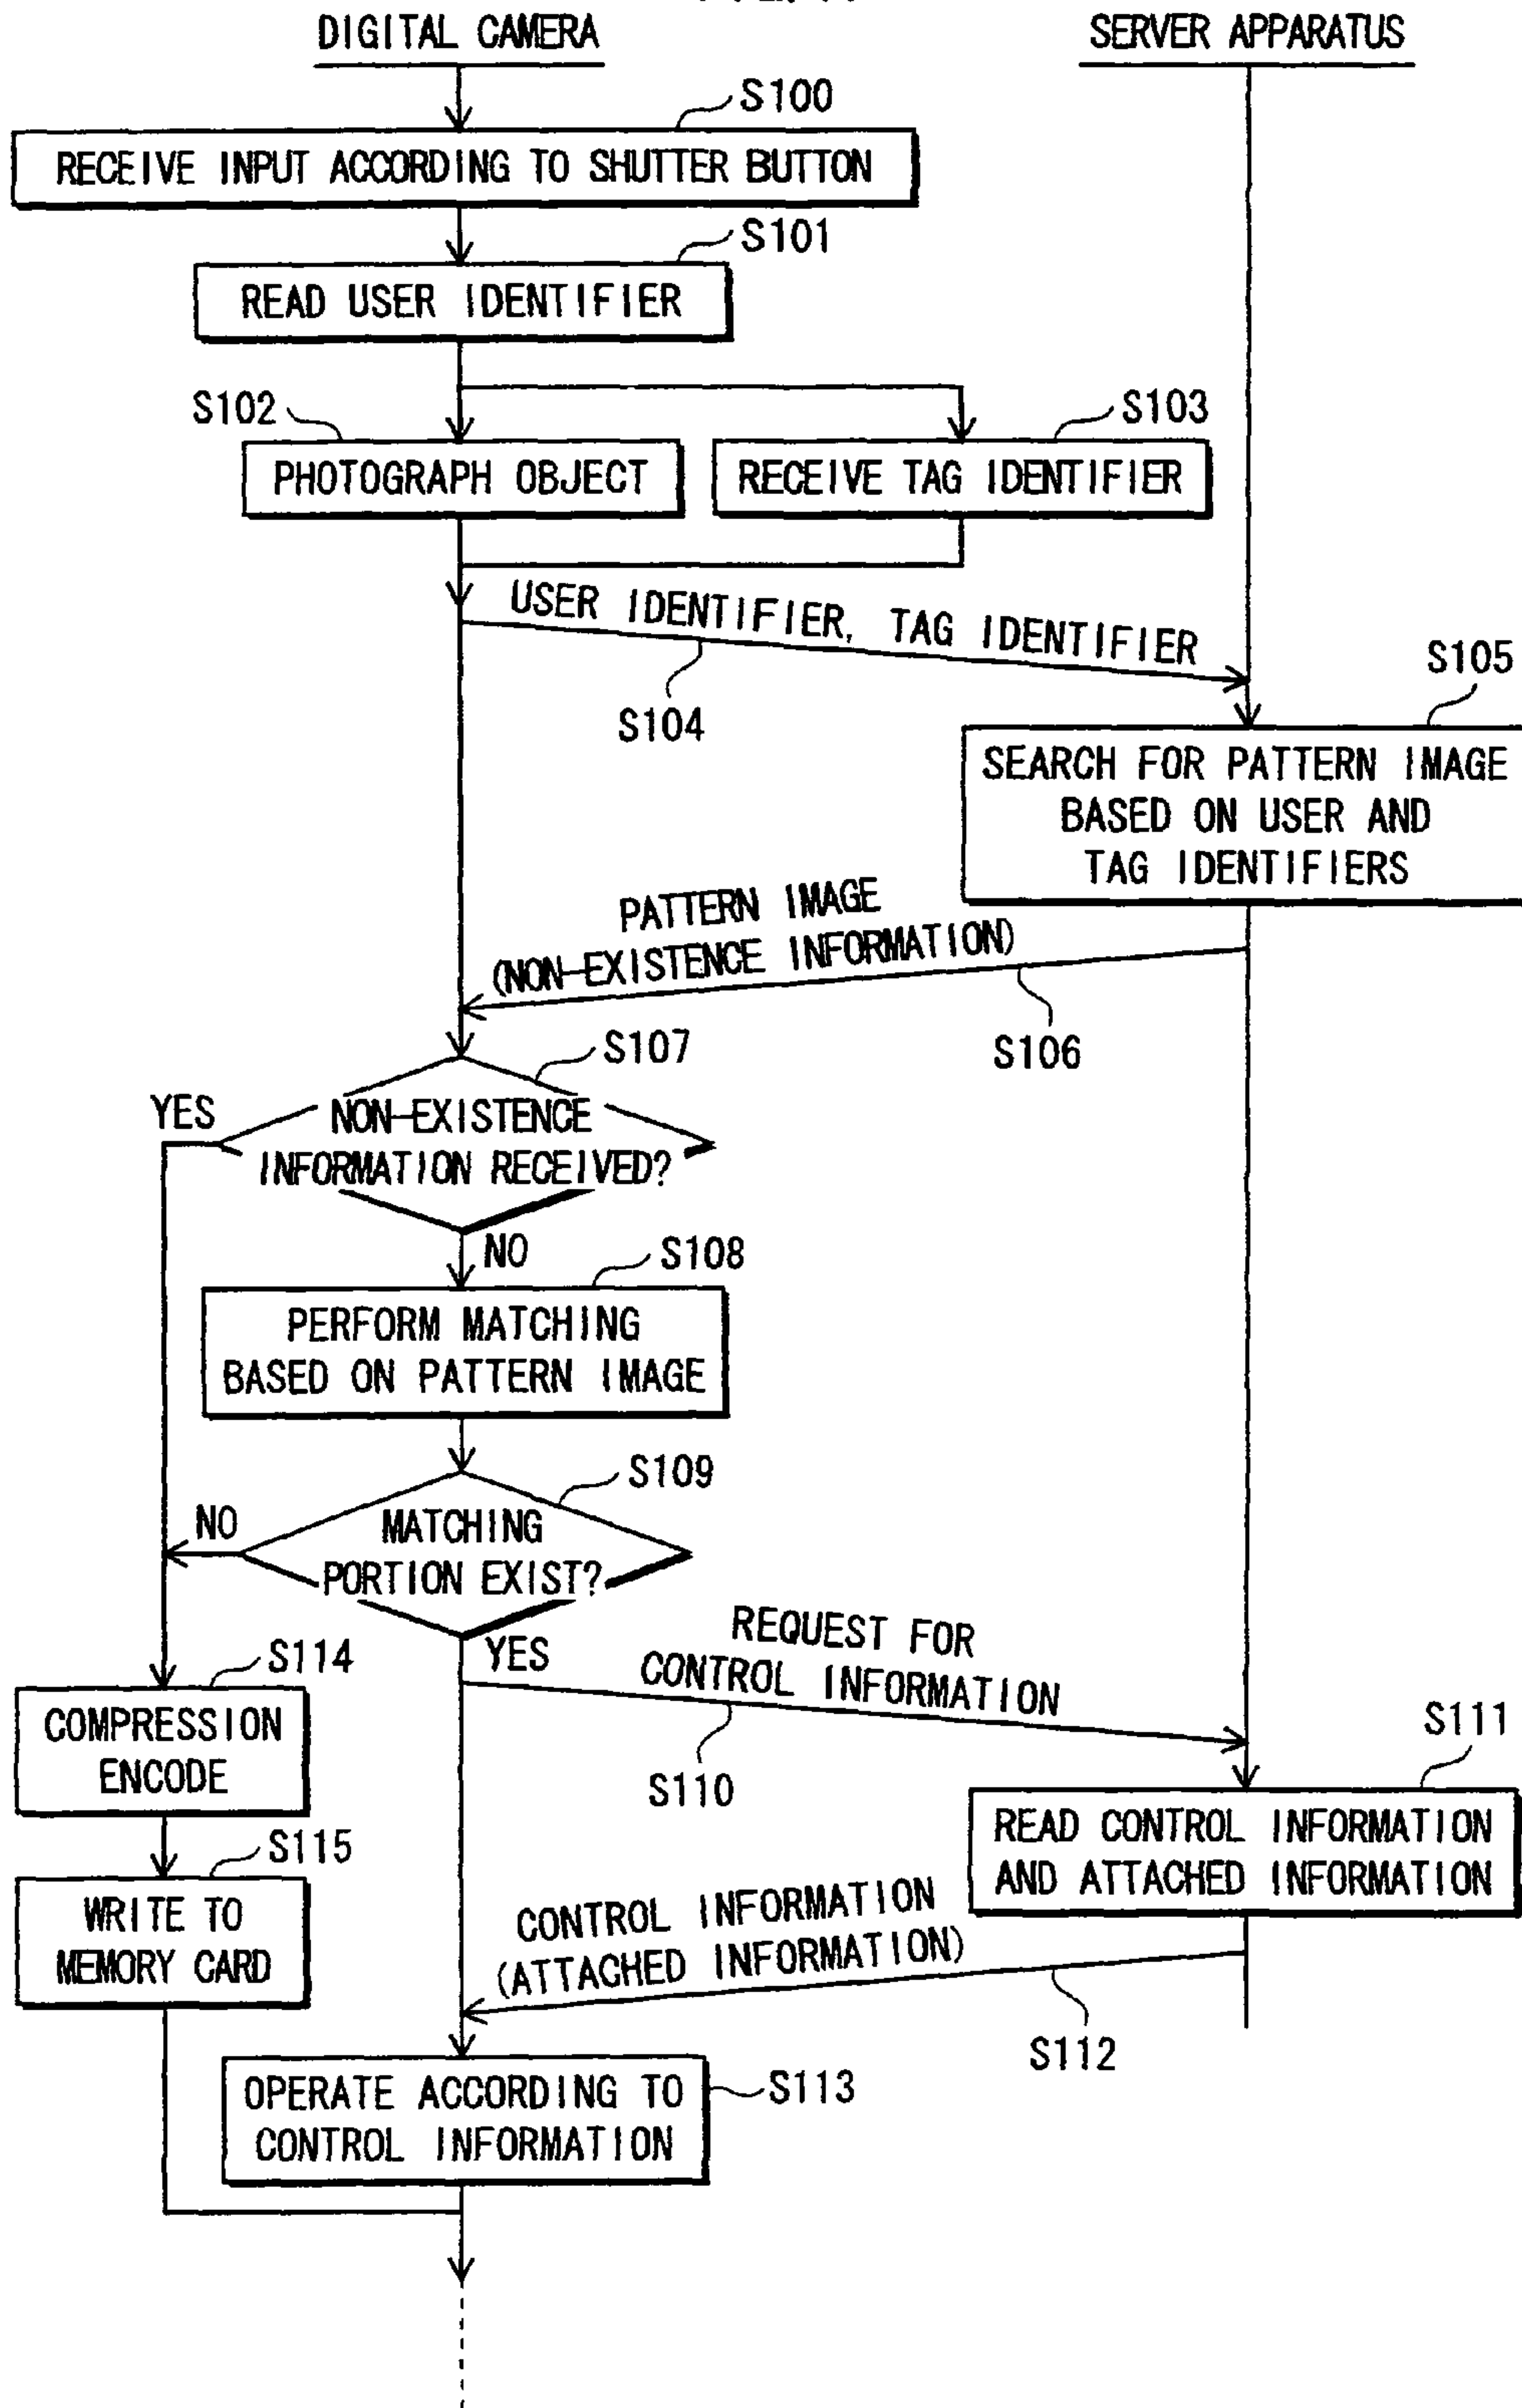 DIGITAL CAMERA
SERVER APPARATUS
S100
RECEIVE INPUT ACCORDING TO SHUTTER BUTTON
S101
READ USER IDENTIFIER
S102
S103
PHOTOGRAPH OBJECT
RECEIVE TAG IDENTIFIER
USER IDENTIFIER, TAG IDENTIFIER
S104
S105
SEARCH FOR PATTERN IMAGE
BASED ON USER AND
TAG IDENTIFIERS
PATTERN IMAGE
(NON-EXISTENCE INFORMATION)
S106
S107
YES
NON-EXISTENCE
INFORMATION RECEIVED?
NO
S108
PERFORM MATCHING
BASED ON PATTERN IMAGE
S109
NO
MATCHING
PORTION EXIST?
YES
REQUEST FOR
CONTROL INFORMATION
S110
S114
COMPRESSION
ENCODE
S111
READ CONTROL INFORMATION
AND ATTACHED INFORMATION
S115
WRITE TO
MEMORY CARD
CONTROL INFORMATION
(ATTACHED INFORMATION)
S112
OPERATE ACCORDING TO
CONTROL INFORMATION
S113